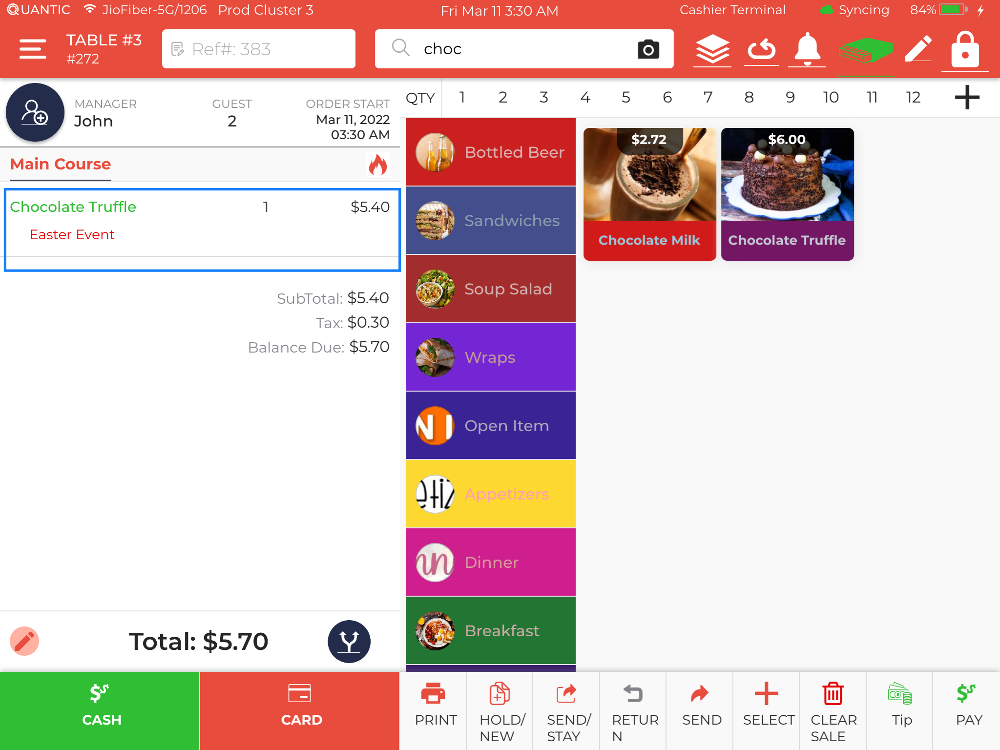 QUANTIC JioFiber-5G/1206 Prod Cluster 3 Fri Mar 11 3:30 AM Cashier Terminal Syncing 84%
TABLE #3
#272
Ref#: 383
choc
MANAGER
John
GUEST
2
ORDER START
Mar 11, 2022
03:30 AM
Main Course
Chocolate Truffle 1 $5.40
Easter Event
SubTotal: $5.40
Tax: $0.30
Balance Due: $5.70
Total: $5.70
CASH
CARD
QTY 1 2 3 4 5 6 7 8 9 10 11 12
Bottled Beer
Sandwiches
Soup Salad
Wraps
N I
Open Item
etiz
Appetizers
nn
Dinner
Breakfast
$2.72
Chocolate Milk
$6.00
Chocolate Truffle
PRINT
HOLD/
NEW
SEND/
STAY
RETUR
N
SEND
SELECT
CLEAR
SALE
Tip
PAY